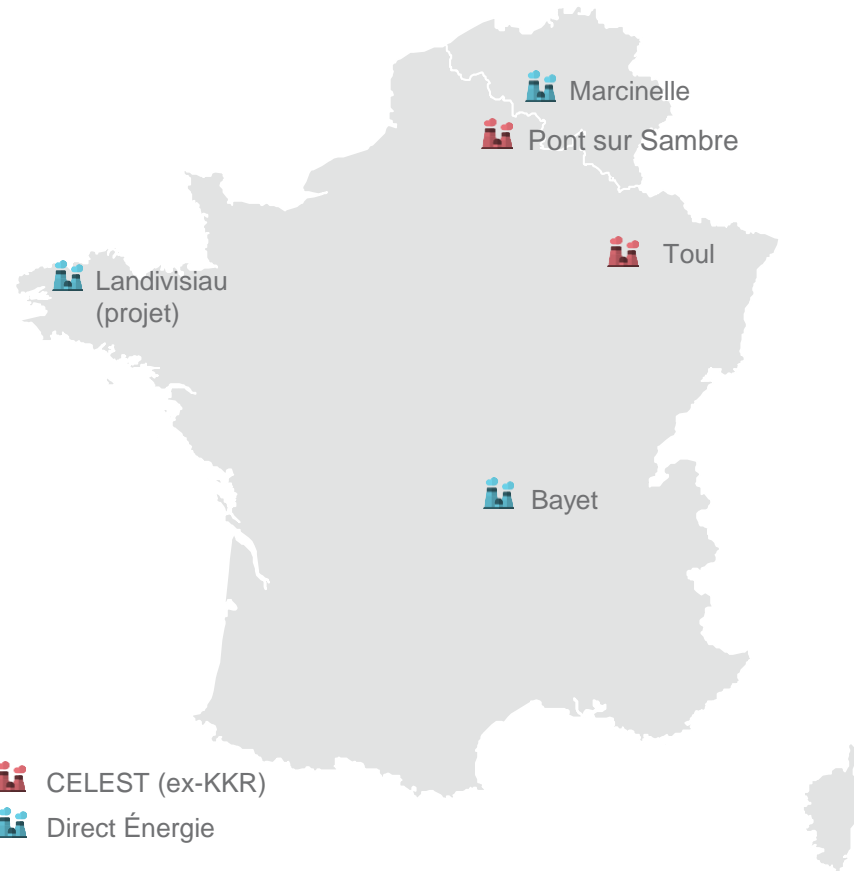 Marcinelle
Pont sur Sambre
Toul
Landivisiau
(projet)
Bayet
CELEST (ex-KKR)
Direct Énergie